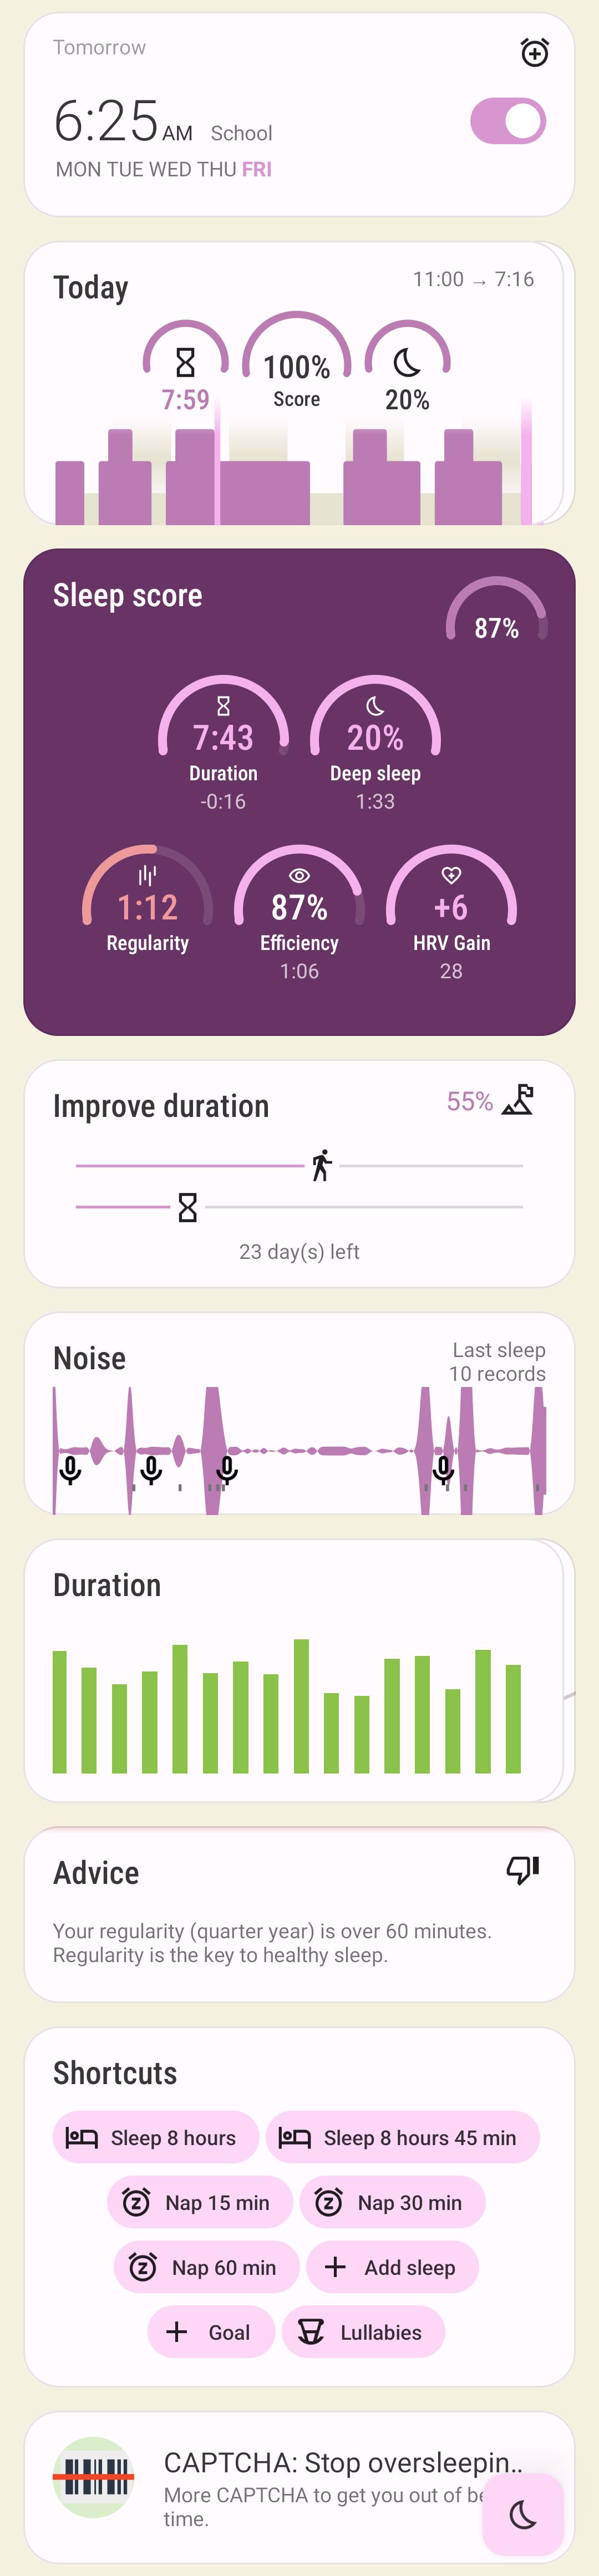 Tomorrow
6:25 AM School
MON TUE WED THU FRI
Today
11:00 → 7:16
7:59
100%
Score
20%
Sleep score
87%
7:43
Duration
-0:16
20%
Deep sleep
1:33
1:12
Regularity
87%
Efficiency
1:06
+6
HRV Gain
28
Improve duration
55%
23 day(s) left
Noise
Last sleep
10 records
Duration
Advice
Your regularity (quarter year) is over 60 minutes.
Regularity is the key to healthy sleep.
Shortcuts
Sleep 8 hours
Sleep 8 hours 45 min
Nap 15 min
Nap 30 min
Nap 60 min
Add sleep
Goal
Lullabies
CAPTCHA: Stop oversleepin..
More CAPTCHA to get you out of
time.